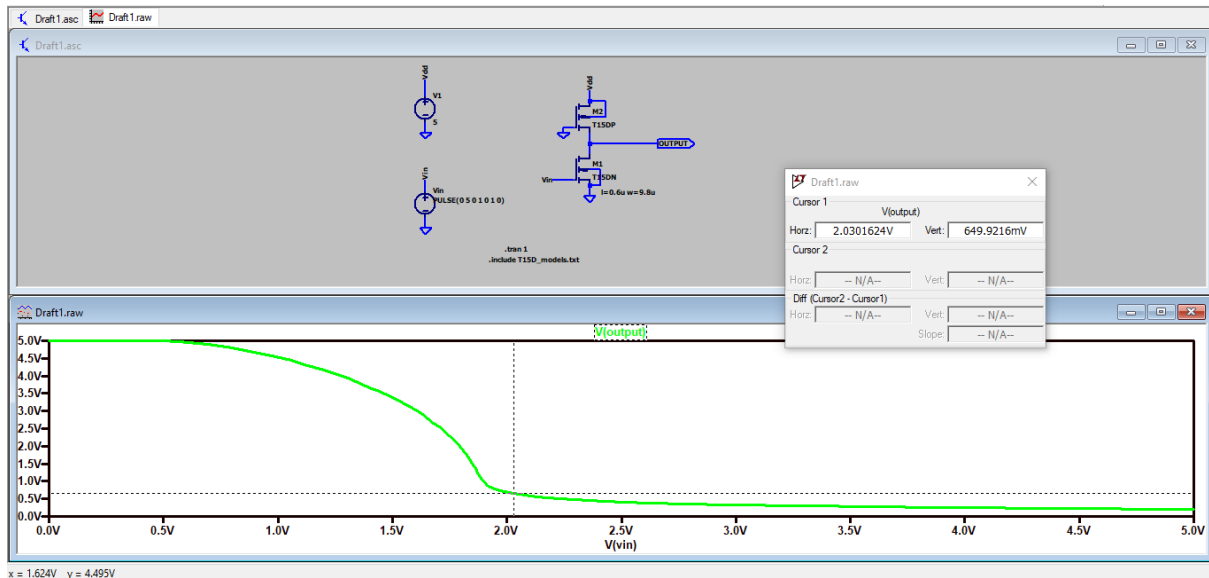 Draft1.asc Draft1.raw
Draft1.asc
Vdd
V1
5
Vin
Vin
PULSE(0 5 0 1 0 1 0)
Vdd
M2
T15DP
OUTPUT
M1
T15DN
Vin
l=0.6u w=9.8u
.tran 1
.include T15D_models.txt
Draft1.raw
Cursor 1
V(output)
Horz: 2.0301624V Vert: 649.9216mV
Cursor 2
Horz: -- N/A-- Vert: -- N/A--
Diff (Cursor2 - Cursor1)
Horz: -- N/A-- Vert: -- N/A--
Slope: -- N/A--
Draft1.raw
V(output)
5.0V
4.5V
4.0V
3.5V
3.0V
2.5V
2.0V
1.5V
1.0V
0.5V
0.0V
0.0V 0.5V 1.0V 1.5V 2.0V 2.5V 3.0V 3.5V 4.0V 4.5V 5.0V
V(vin)
x = 1.624V y = 4.495V